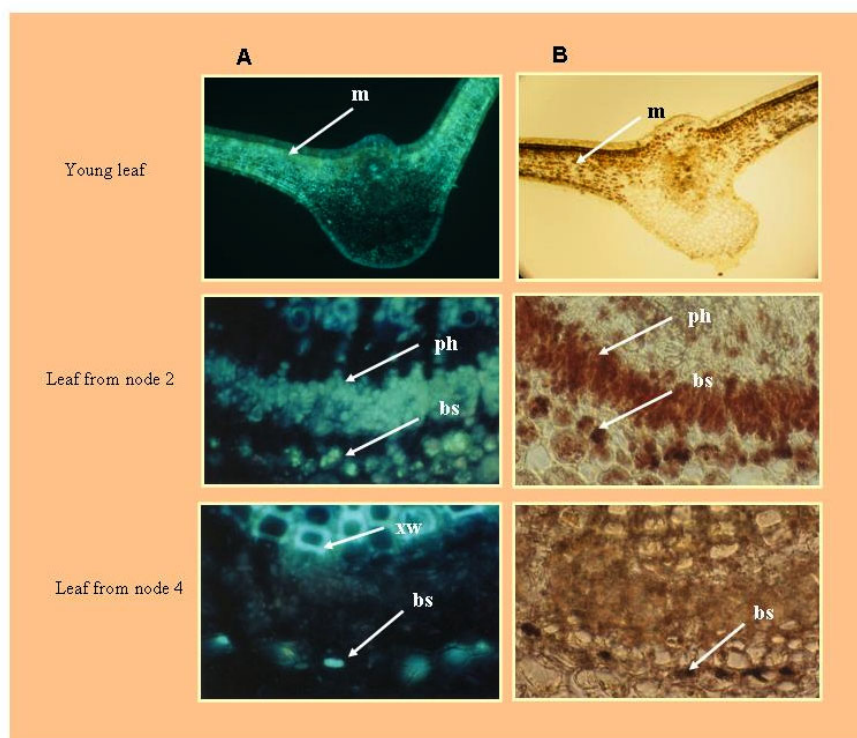 A B
Young leaf m m
Leaf from node 2 ph bs ph bs
Leaf from node 4 xw bs bs